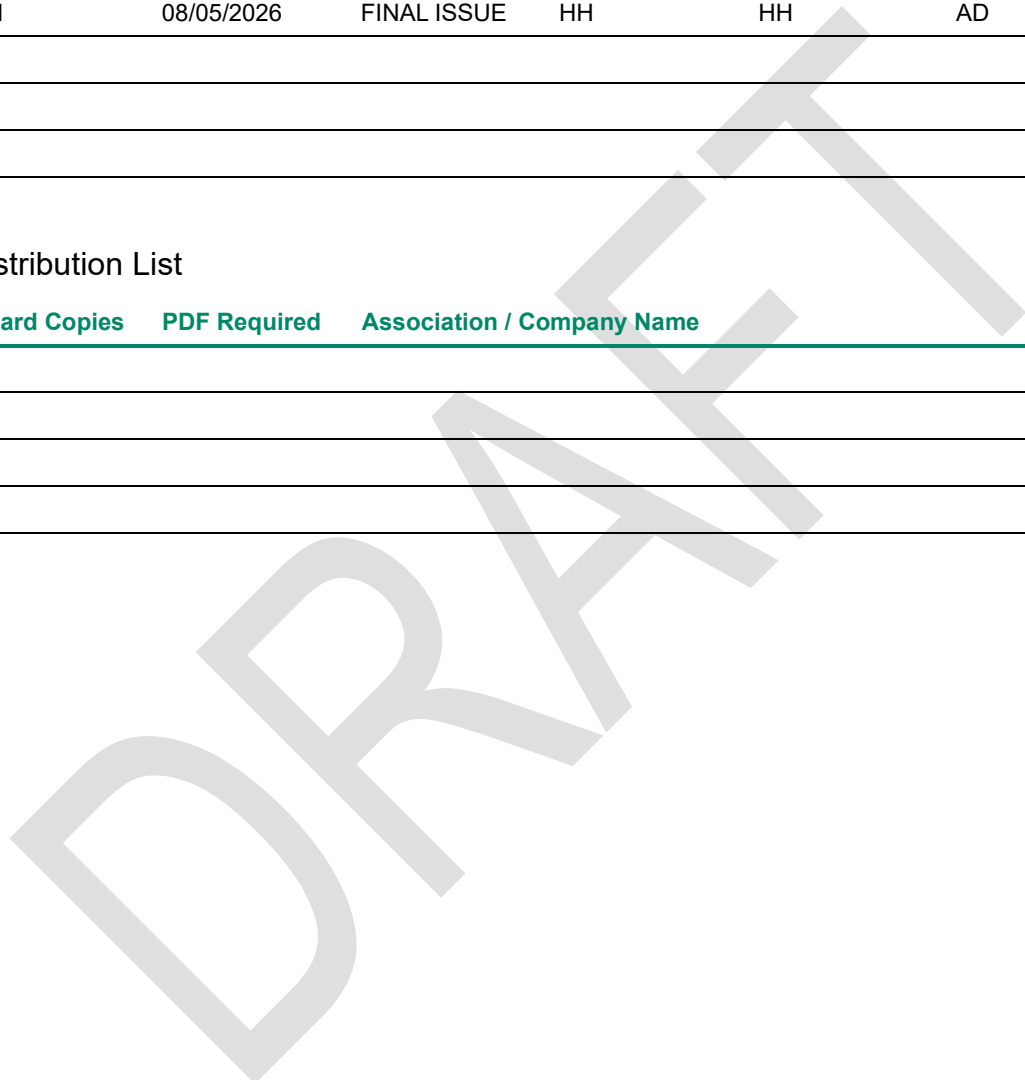 08/05/2026 FINAL ISSUE HH HH AD
stribution List
ard Copies PDF Required Association / Company Name
DRAFT